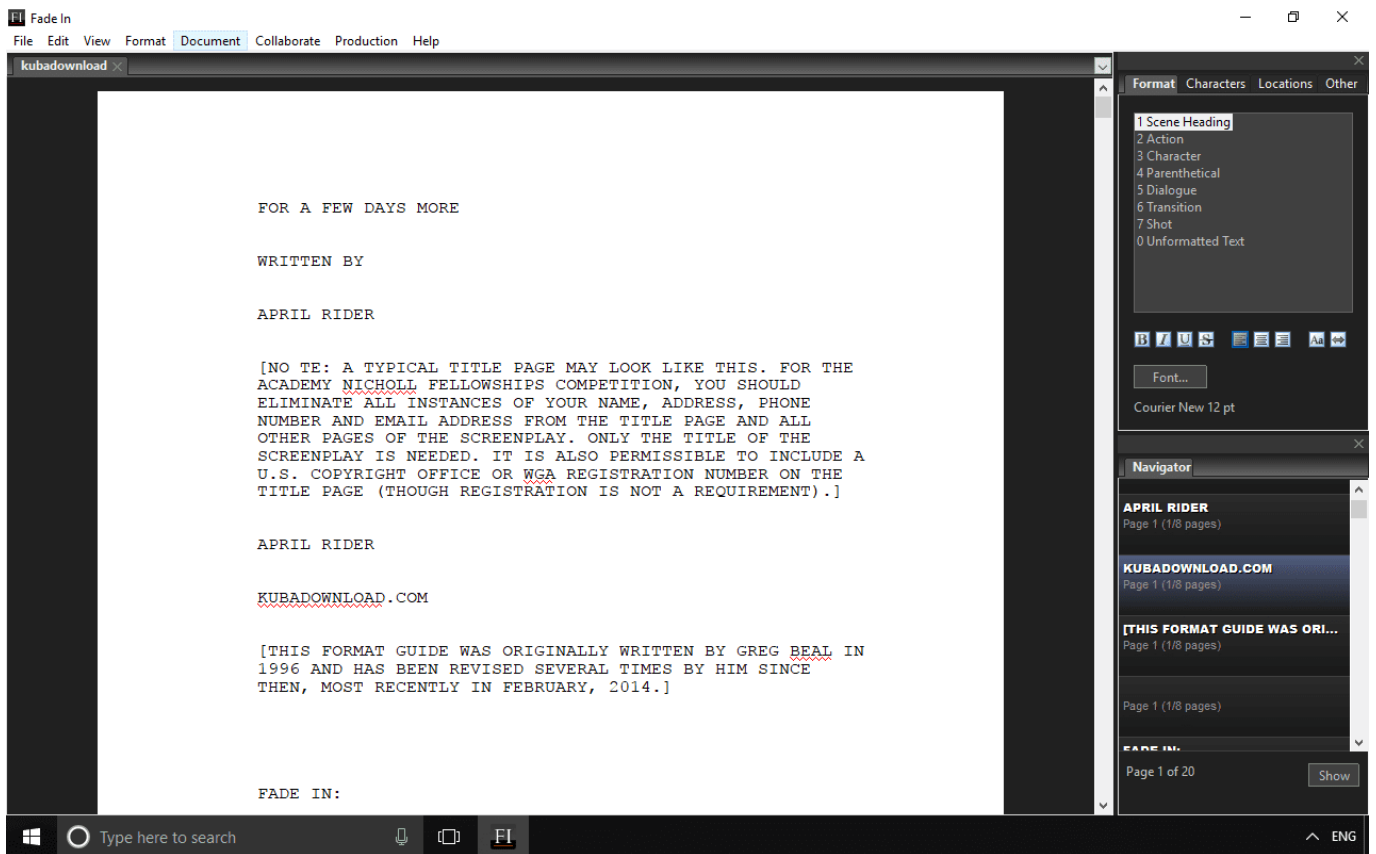 FI Fade In
File Edit View Format Document Collaborate Production Help
kubadownload
FOR A FEW DAYS MORE
WRITTEN BY
APRIL RIDER
[NO TE: A TYPICAL TITLE PAGE MAY LOOK LIKE THIS. FOR THE
ACADEMY NICHOLL FELLOWSHIPS COMPETITION, YOU SHOULD
ELIMINATE ALL INSTANCES OF YOUR NAME, ADDRESS, PHONE
NUMBER AND EMAIL ADDRESS FROM THE TITLE PAGE AND ALL
OTHER PAGES OF THE SCREENPLAY. ONLY THE TITLE OF THE
SCREENPLAY IS NEEDED. IT IS ALSO PERMISSIBLE TO INCLUDE A
U.S. COPYRIGHT OFFICE OR WGA REGISTRATION NUMBER ON THE
TITLE PAGE (THOUGH REGISTRATION IS NOT A REQUIREMENT).]
APRIL RIDER
KUBADOWNLOAD.COM
[THIS FORMAT GUIDE WAS ORIGINALLY WRITTEN BY GREG BEAL IN
1996 AND HAS BEEN REVISED SEVERAL TIMES BY HIM SINCE
THEN, MOST RECENTLY IN FEBRUARY, 2014.]
FADE IN:
Format Characters Locations Other
1 Scene Heading
2 Action
3 Character
4 Parenthetical
5 Dialogue
6 Transition
7 Shot
0 Unformatted Text
B I U S Aa
Font...
Courier New 12 pt
Navigator
APRIL RIDER
Page 1 (1/8 pages)
KUBADOWNLOAD.COM
Page 1 (1/8 pages)
[THIS FORMAT GUIDE WAS ORI...
Page 1 (1/8 pages)
Page 1 (1/8 pages)
FADE IN:
Page 1 of 20
Show
Type here to search
FI
ENG